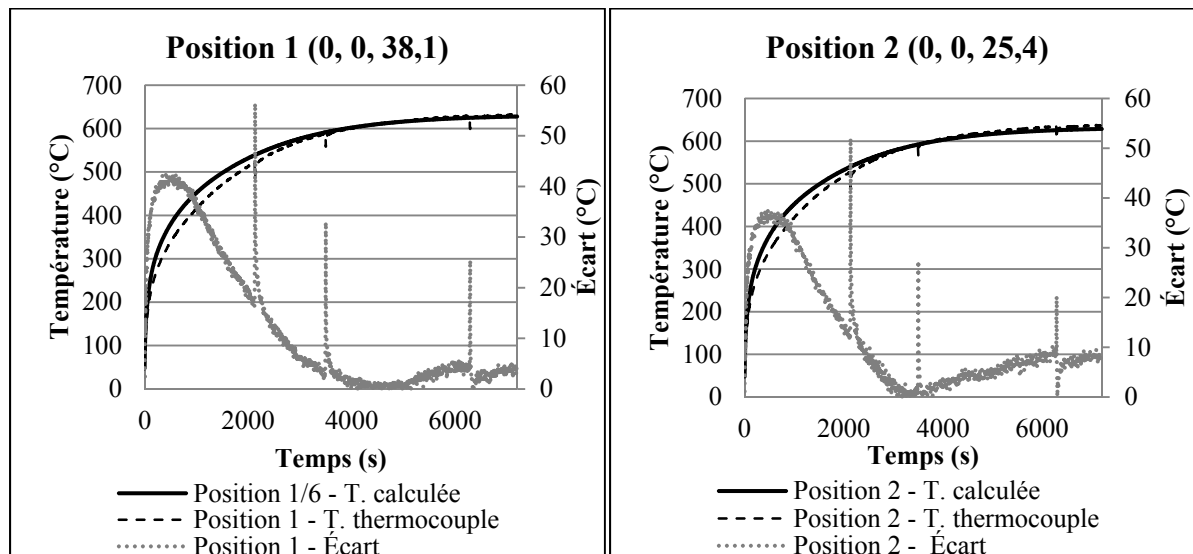 Position 1 (0, 0, 38,1)
700
600
500
400
300
200
100
0
Température (°C)
60
50
40
30
20
10
0
Écart (°C)
0 2000 4000 6000
Temps (s)
Position 1/6 - T. calculée
Position 1 - T. thermocouple
Position 1 - Écart
Position 2 (0, 0, 25,4)
700
600
500
400
300
200
100
0
Température (°C)
60
50
40
30
20
10
0
Écart (°C)
0 2000 4000 6000
Temps (s)
Position 2 - T. calculée
Position 2 - T. thermocouple
Position 2 - Écart